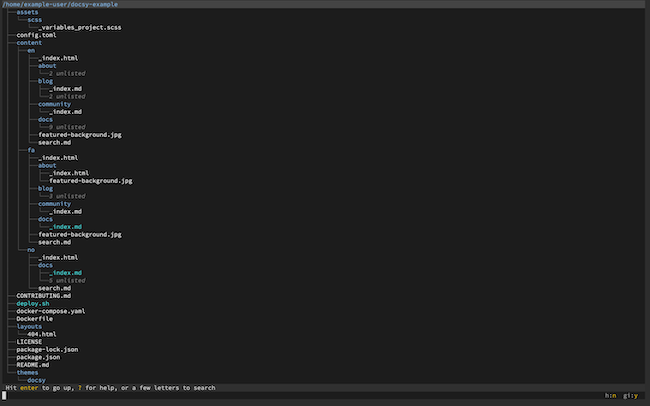 /home/example-user/docsy-example
assets
scss
_variables_project.scss
config.toml
content
en
_index.html
about
2 unlisted
blog
_index.md
2 unlisted
community
_index.md
docs
9 unlisted
featured-background.jpg
search.md
fa
_index.html
about
_index.html
featured-background.jpg
blog
3 unlisted
community
_index.md
docs
_index.md
featured-background.jpg
search.md
no
_index.html
docs
_index.md
5 unlisted
search.md
CONTRIBUTING.md
deploy.sh
docker-compose.yaml
Dockerfile
layouts
404.html
LICENSE
package-lock.json
package.json
README.md
themes
docsy
Hit enter to go up, ? for help, or a few letters to search
h:n gi:y